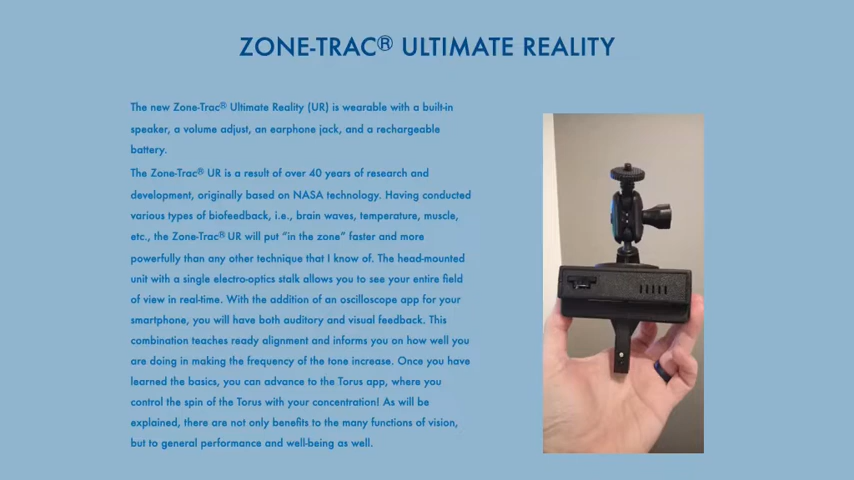 ZONE-TRAC® ULTIMATE REALITY
The new Zone-Trac® Ultimate Reality (UR) is wearable with a built-in
speaker, a volume adjust, an earphone jack, and a rechargeable
battery.
The Zone-Trac® UR is a result of over 40 years of research and
development, originally based on NASA technology. Having conducted
various types of biofeedback, i.e., brain waves, temperature, muscle,
etc., the Zone-Trac® UR will put “in the zone” faster and more
powerfully than any other technique that I know of. The head-mounted
unit with a single electro-optics stalk allows you to see your entire field
of view in real-time. With the addition of an oscilloscope app for your
smartphone, you will have both auditory and visual feedback. This
combination teaches ready alignment and informs you on how well you
are doing in making the frequency of the tone increase. Once you have
learned the basics, you can advance to the Torus app, where you
control the spin of the Torus with your concentration! As will be
explained, there are not only benefits to the many functions of vision,
but to general performance and well-being as well.